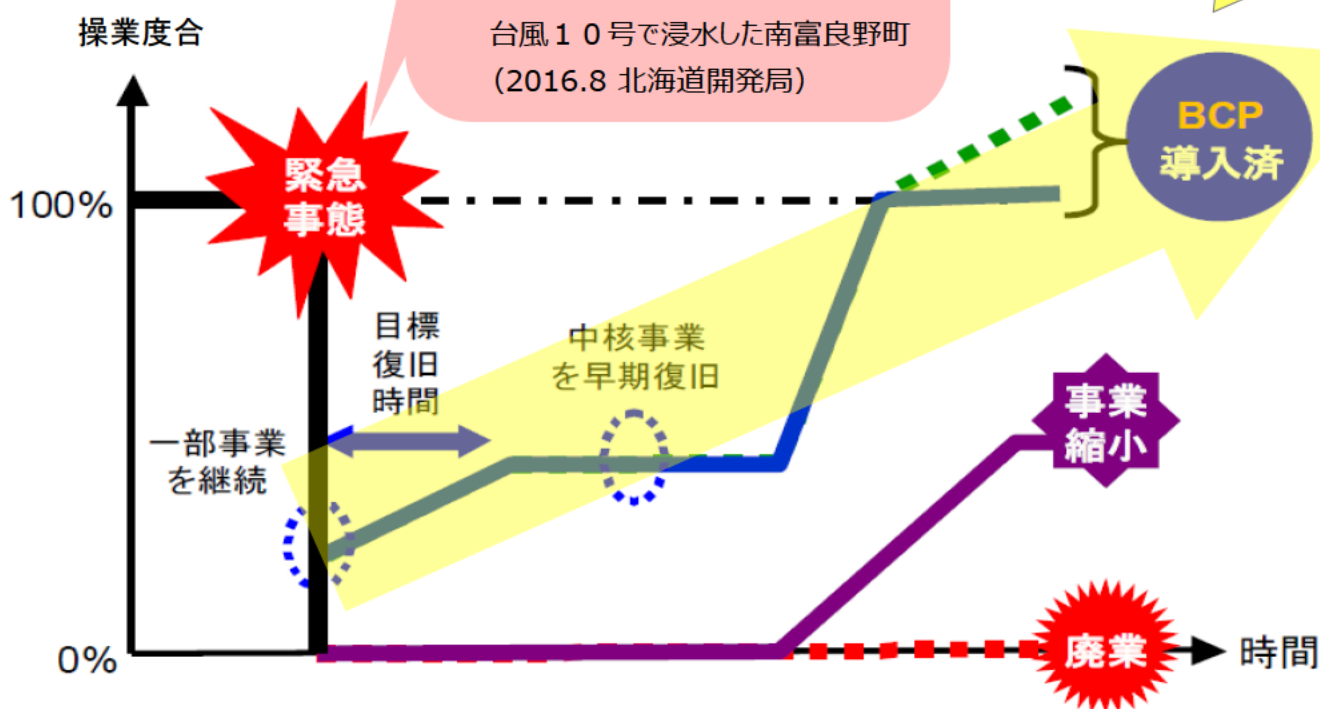 操業度合
台風１０号で浸水した南富良野町
（2016.8 北海道開発局）
BCP
導入済
緊急
事態
100%
目標
復旧
時間
中核事業
を早期復旧
一部事業
を継続
事業
縮小
0%
廃業
時間